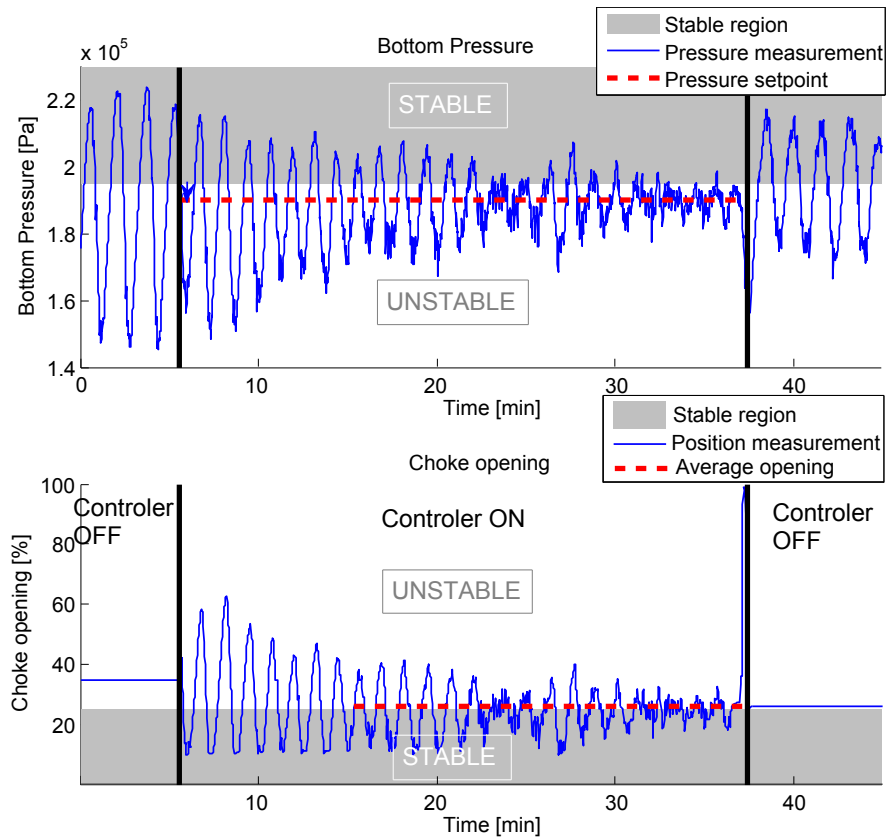 x 10⁵
Bottom Pressure
Stable region
Pressure measurement
Pressure setpoint
STABLE
UNSTABLE
Bottom Pressure [Pa]
2.2
2
1.8
1.6
1.4
0
10
20
30
40
Time [min]
Stable region
Position measurement
Average opening
Choke opening
Controler
OFF
Controler ON
Controler
OFF
UNSTABLE
STABLE
Choke opening [%]
100
80
60
40
20
10
20
30
40
Time [min]